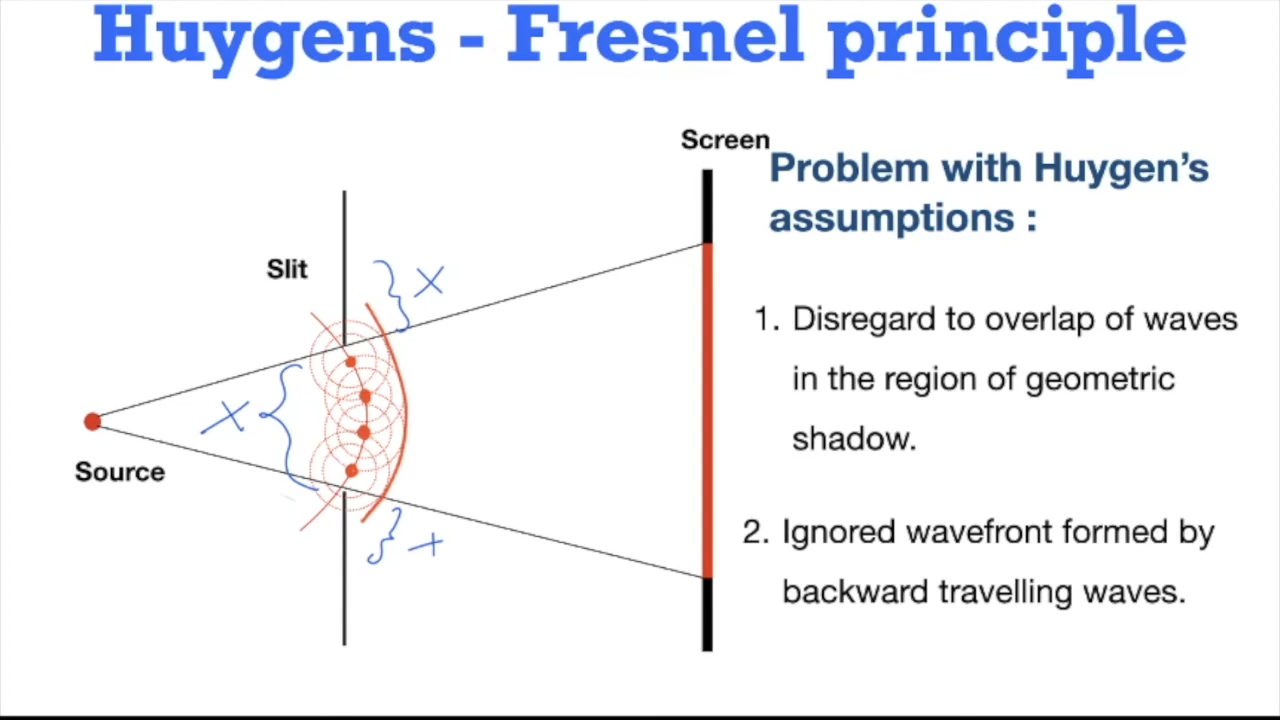 Huygens - Fresnel principle
Screen
Problem with Huygen’s
assumptions :
Slit
X
1. Disregard to overlap of waves
in the region of geometric
shadow.
X
Source
2. Ignored wavefront formed by
backward travelling waves.
X